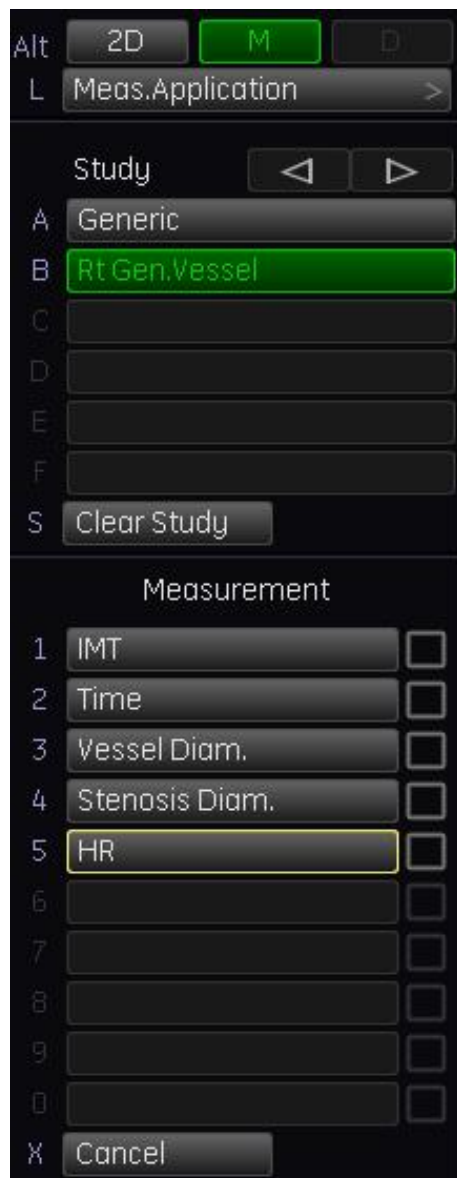 Alt 2D M D
L Meas.Application >
Study
A Generic
B Rt Gen.Vessel
C
D
E
F
S Clear Study
Measurement
1 IMT
2 Time
3 Vessel Diam.
4 Stenosis Diam.
5 HR
6
7
8
9
0
X Cancel